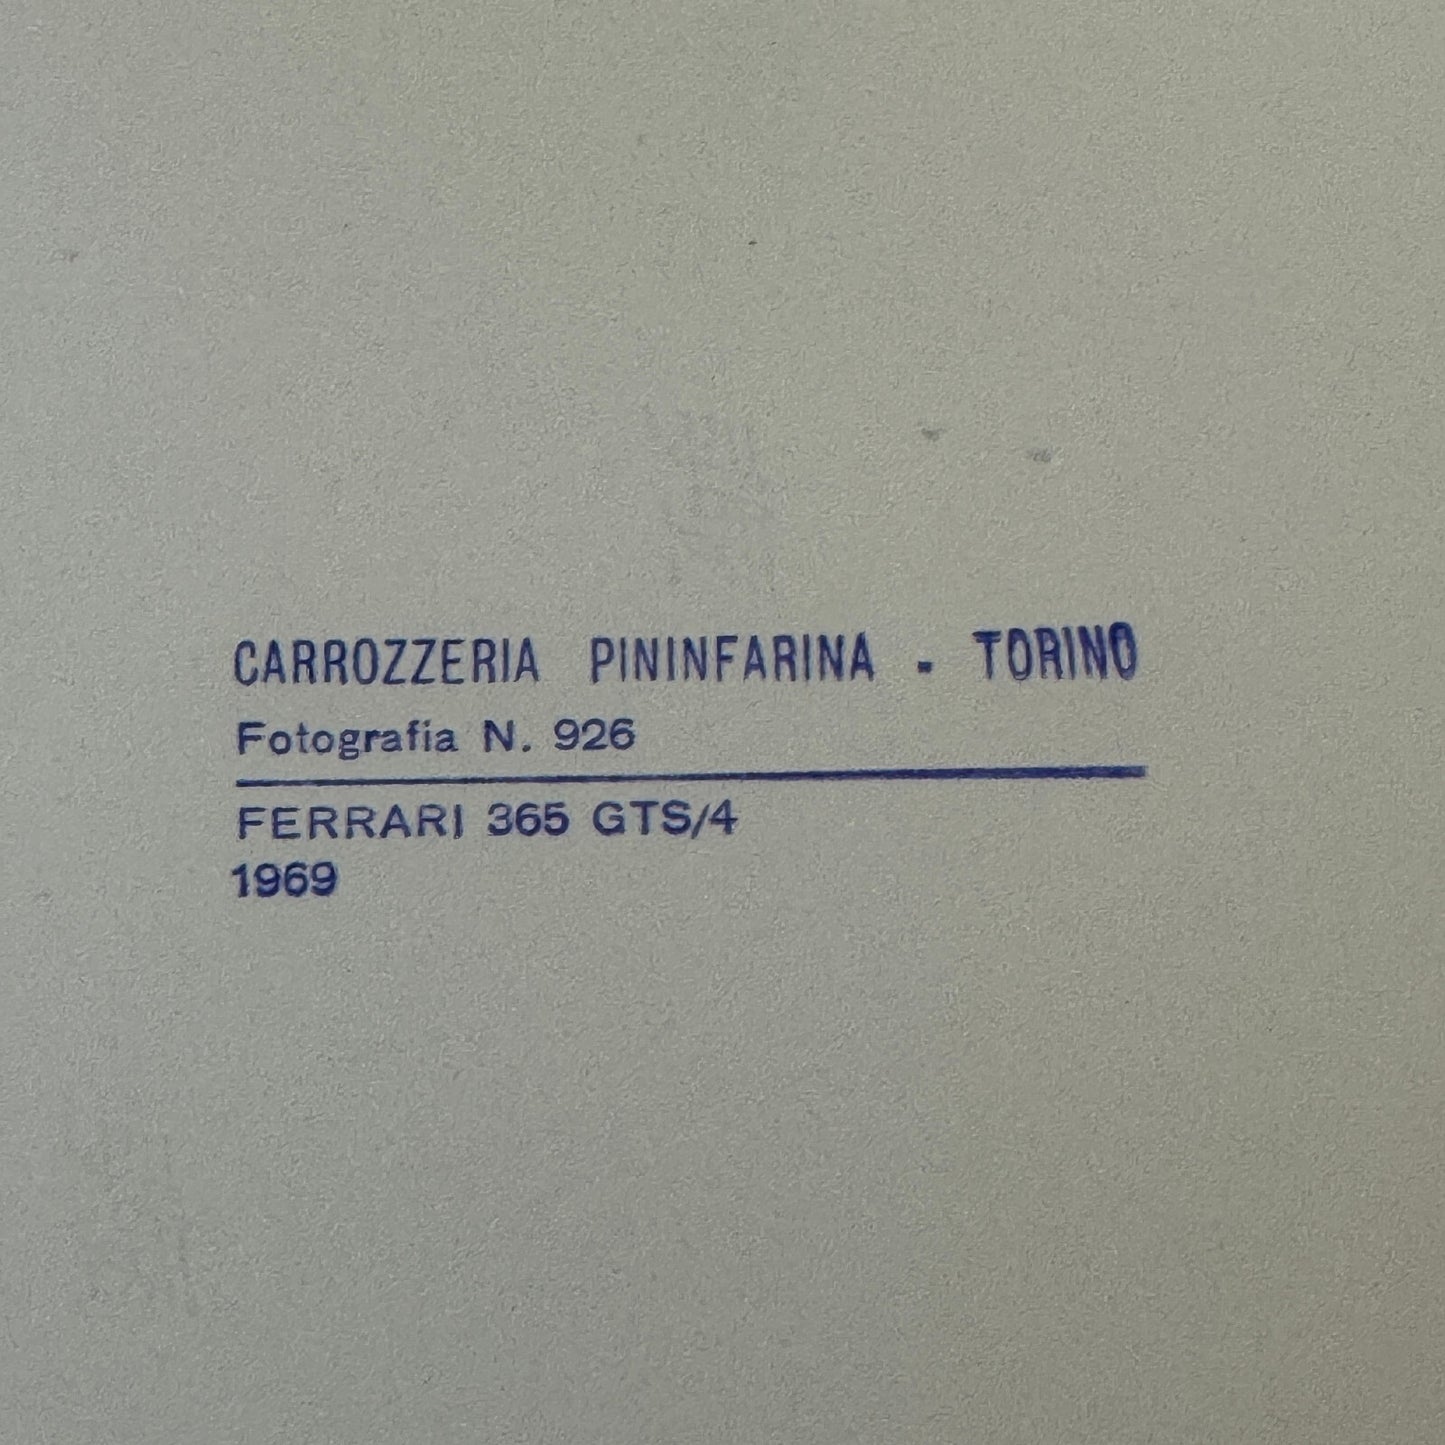 CARROZZERIA PININFARINA - TORINO
Fotografia N. 926
FERRARI 365 GTS/4
1969